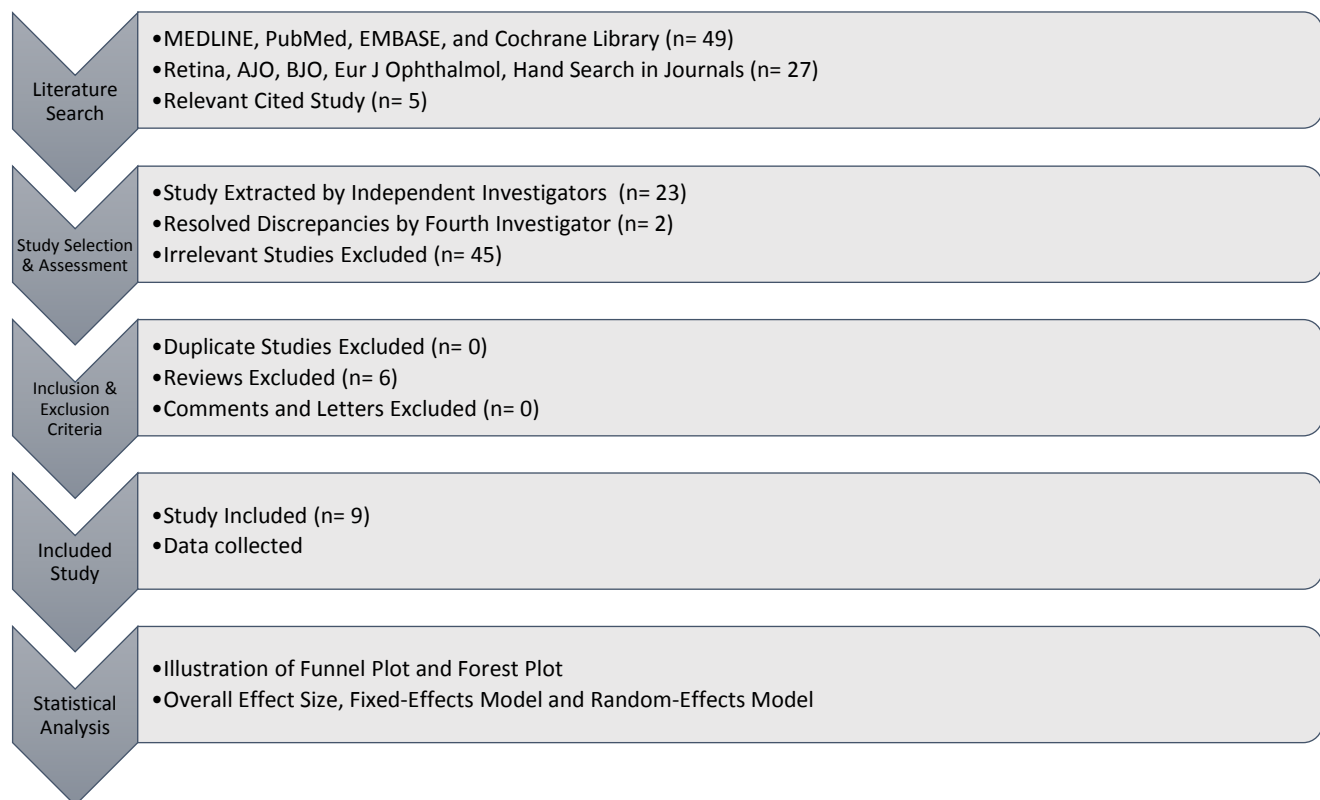 Literature
Search
•MEDLINE, PubMed, EMBASE, and Cochrane Library (n= 49)
•Retina, AJO, BJO, Eur J Ophthalmol, Hand Search in Journals (n= 27)
•Relevant Cited Study (n= 5)
Study Selection
& Assessment
•Study Extracted by Independent Investigators (n= 23)
•Resolved Discrepancies by Fourth Investigator (n= 2)
•Irrelevant Studies Excluded (n= 45)
Inclusion &
Exclusion
Criteria
•Duplicate Studies Excluded (n= 0)
•Reviews Excluded (n= 6)
•Comments and Letters Excluded (n= 0)
Included
Study
•Study Included (n= 9)
•Data collected
Statistical
Analysis
•Illustration of Funnel Plot and Forest Plot
•Overall Effect Size, Fixed-Effects Model and Random-Effects Model